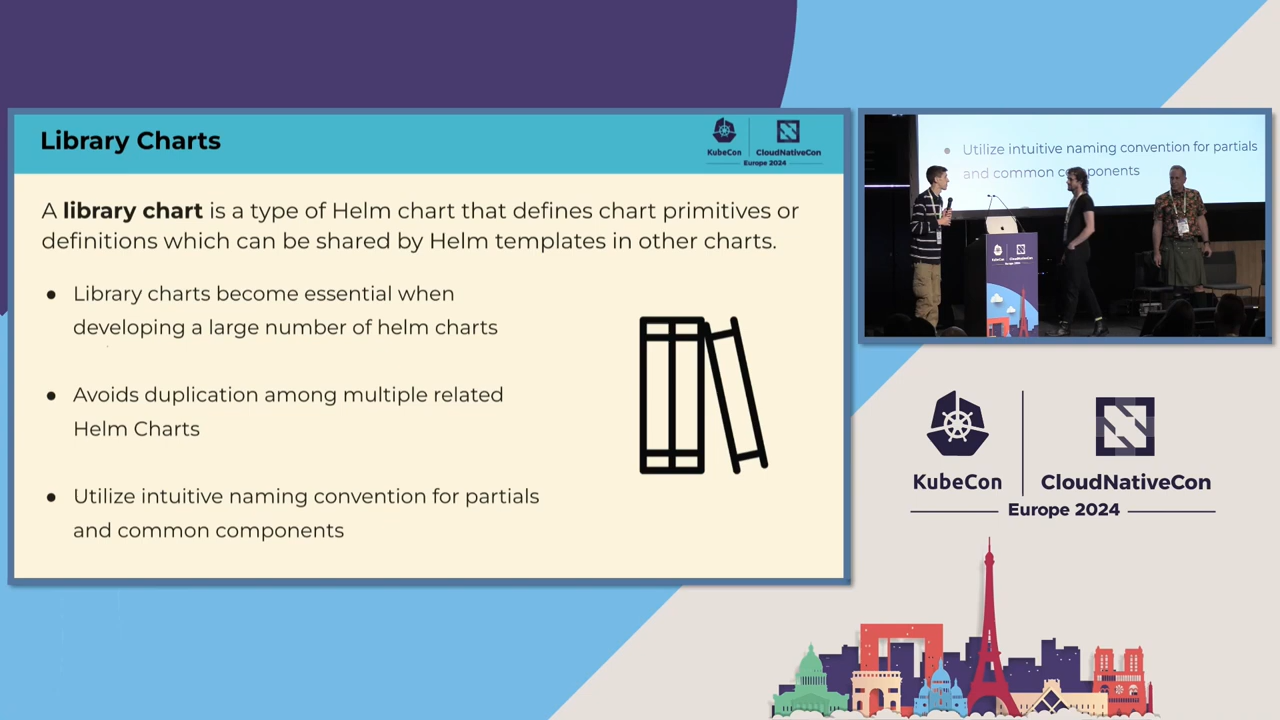 Library Charts
KubeCon
CloudNativeCon
Europe 2024
A library chart is a type of Helm chart that defines chart primitives or
definitions which can be shared by Helm templates in other charts.
● Library charts become essential when
developing a large number of helm charts
● Avoids duplication among multiple related
Helm Charts
● Utilize intuitive naming convention for partials
and common components
● Utilize intuitive naming convention for partials
and common components
KubeCon
CloudNativeCon
Europe 2024